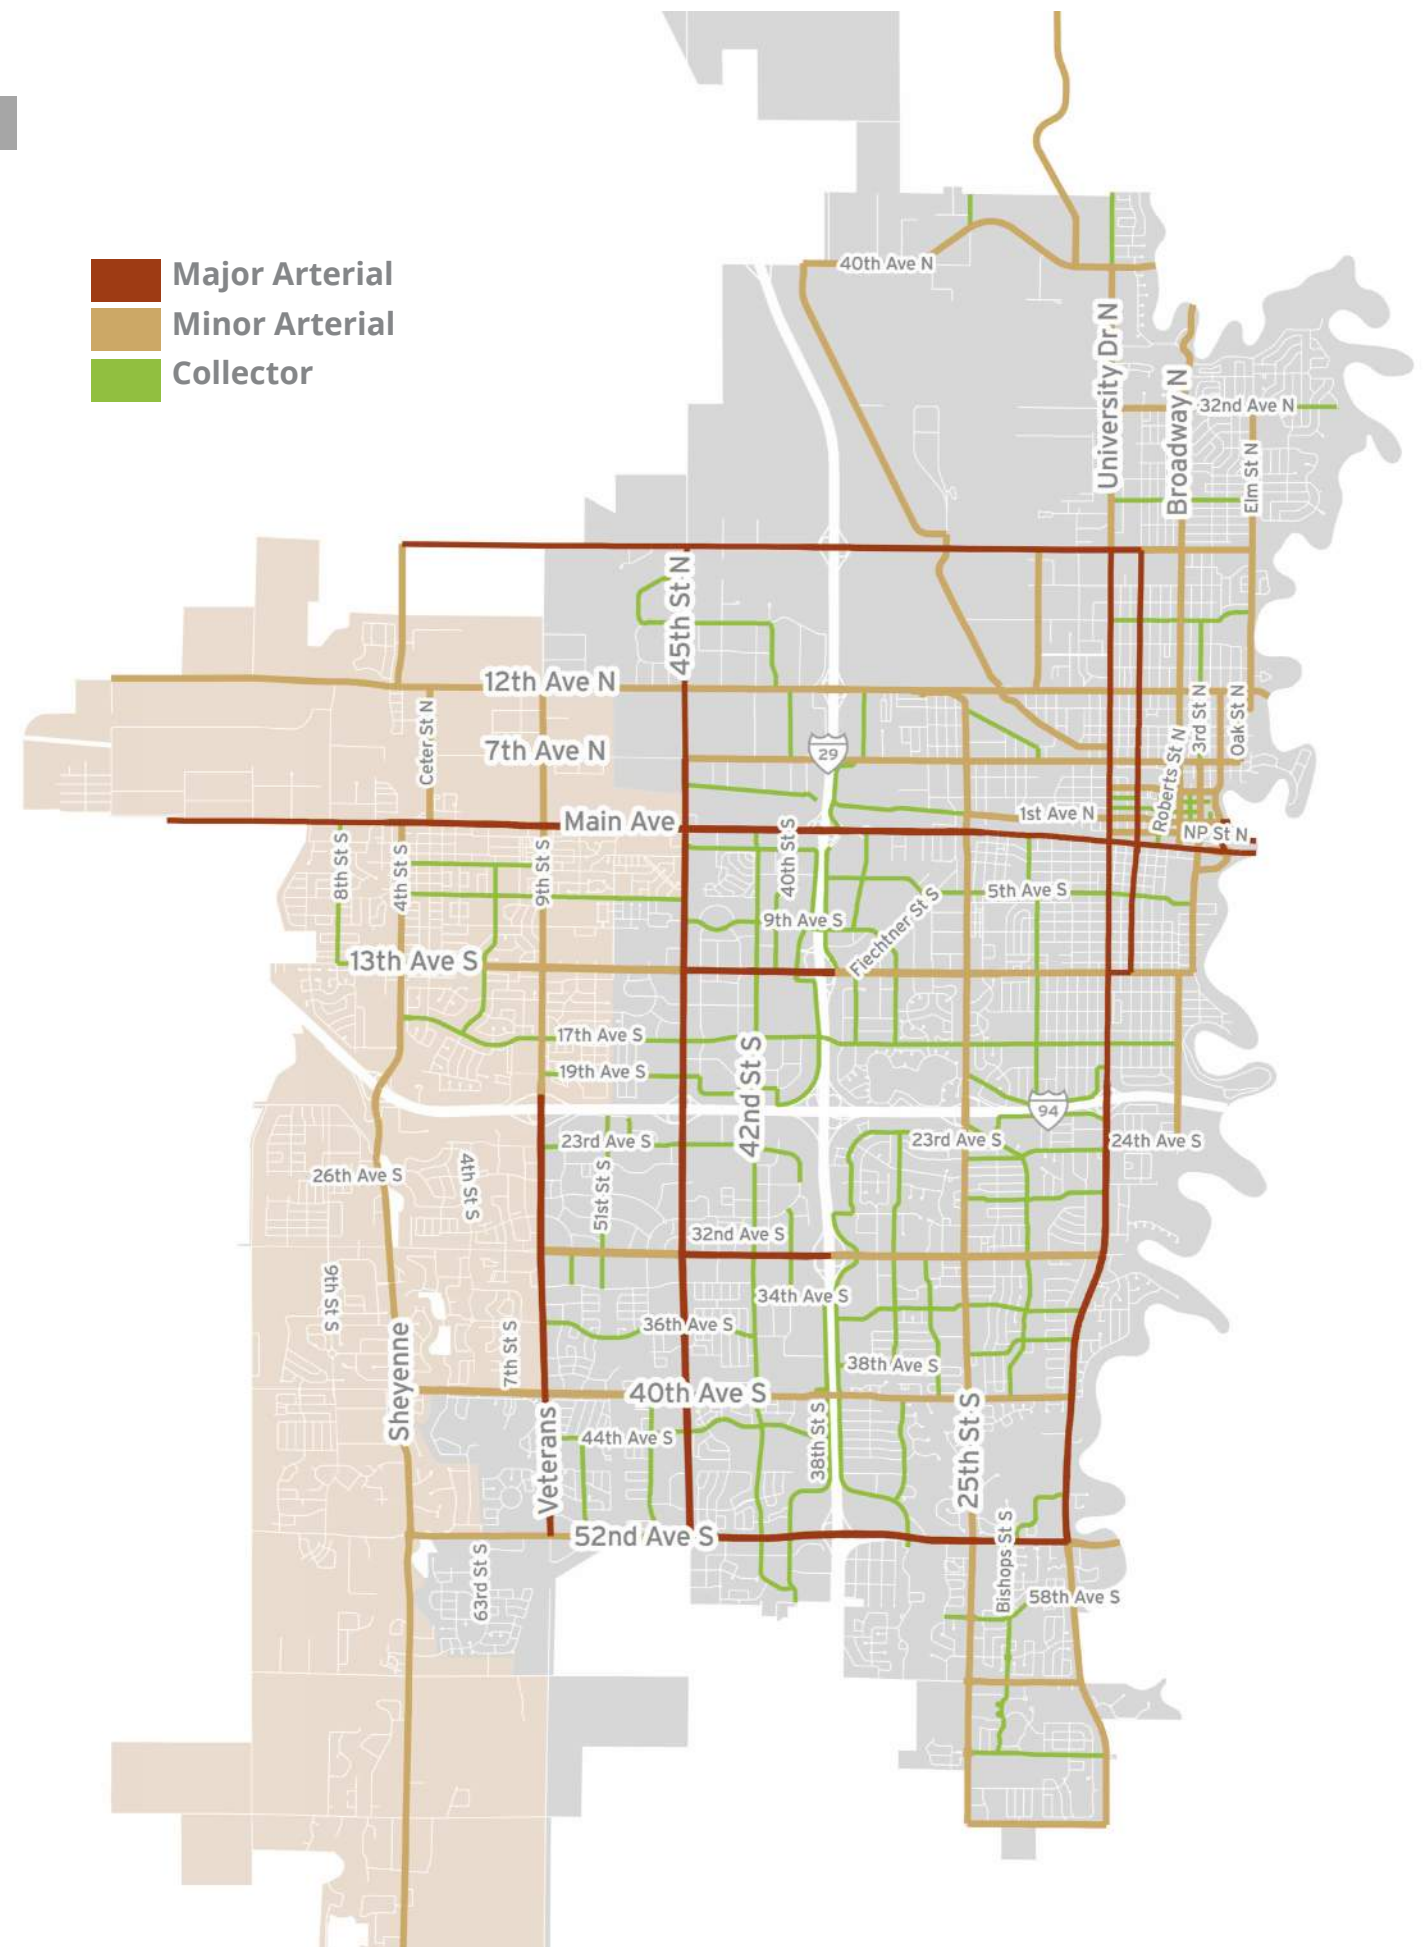 Major Arterial
Minor Arterial
Collector
40th Ave N
University Dr N
Broadway N
32nd Ave N
Elm St N
45th St N
12th Ave N
Ceter St N
7th Ave N
29
3rd St N
Oak St N
Roberts St N
1st Ave N
Main Ave
NP St N
8th St S
4th St S
9th St S
40th St S
5th Ave S
9th Ave S
Fiechtner St S
13th Ave S
17th Ave S
19th Ave S
42nd St S
94
23rd Ave S
23rd Ave S
24th Ave S
26th Ave S
4th St S
51st St S
32nd Ave S
9th St S
34th Ave S
36th Ave S
7th St S
Sheyenne
38th Ave S
40th Ave S
Veterans
44th Ave S
38th St S
25th St S
52nd Ave S
Bishops St S
63rd St S
58th Ave S